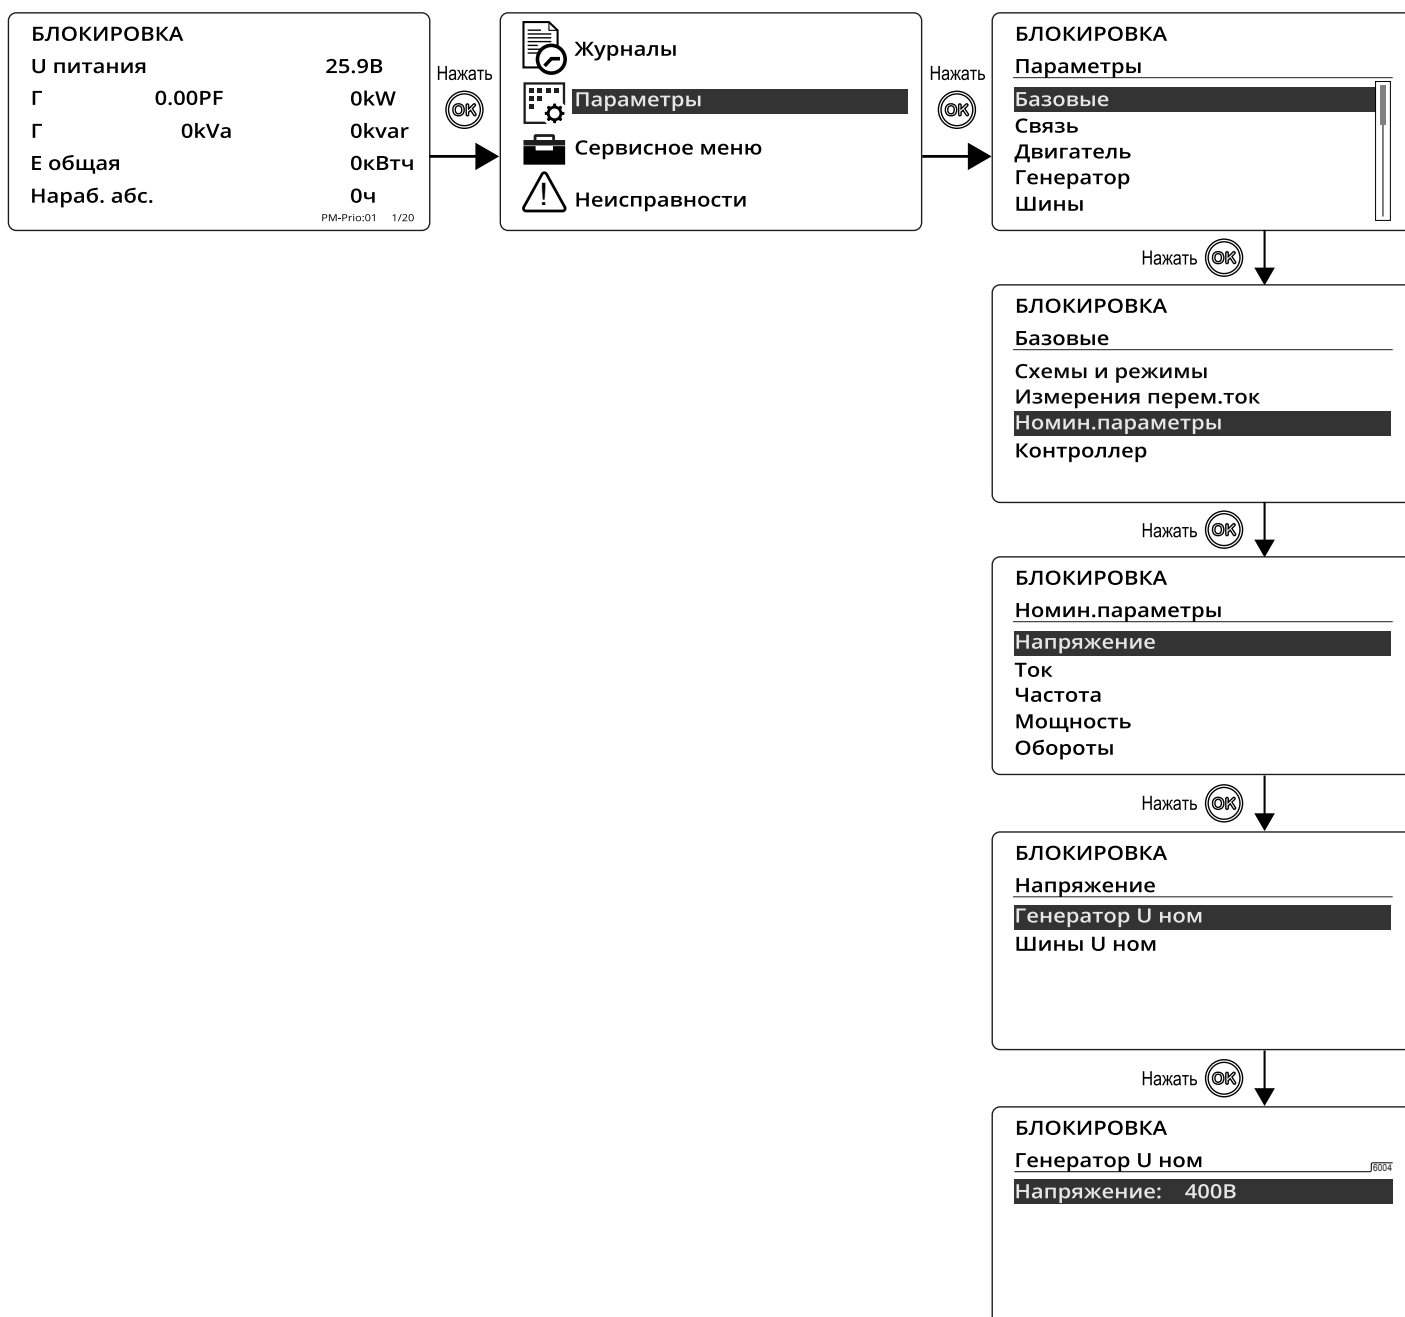 БЛОКИРОВКА
U питания 25.9В
Г 0.00PF 0kW
Г 0kVa 0kvar
E общая 0кВтч
Нараб. абс. 0ч
PM-Prio:01 1/20
Нажать
OK
Журналы
Параметры
Сервисное меню
Неисправности
Нажать
OK
БЛОКИРОВКА
Параметры
Базовые
Связь
Двигатель
Генератор
Шины
Нажать OK
БЛОКИРОВКА
Базовые
Схемы и режимы
Измерения перем.ток
Номин.параметры
Контроллер
Нажать OK
БЛОКИРОВКА
Номин.параметры
Напряжение
Ток
Частота
Мощность
Обороты
Нажать OK
БЛОКИРОВКА
Напряжение
Генератор U ном
Шины U ном
Нажать OK
БЛОКИРОВКА
Генератор U ном 6004
Напряжение: 400В